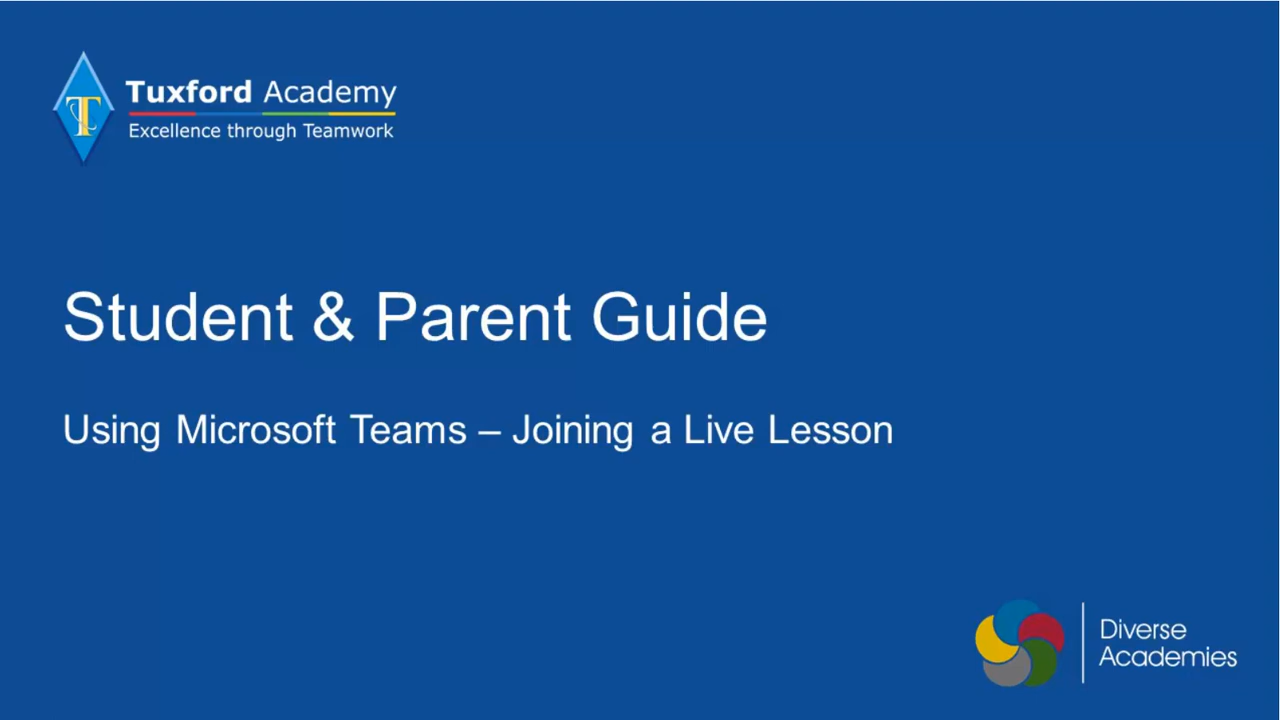 Tuxford Academy
Excellence through Teamwork
Student & Parent Guide
Using Microsoft Teams – Joining a Live Lesson
Diverse
Academies